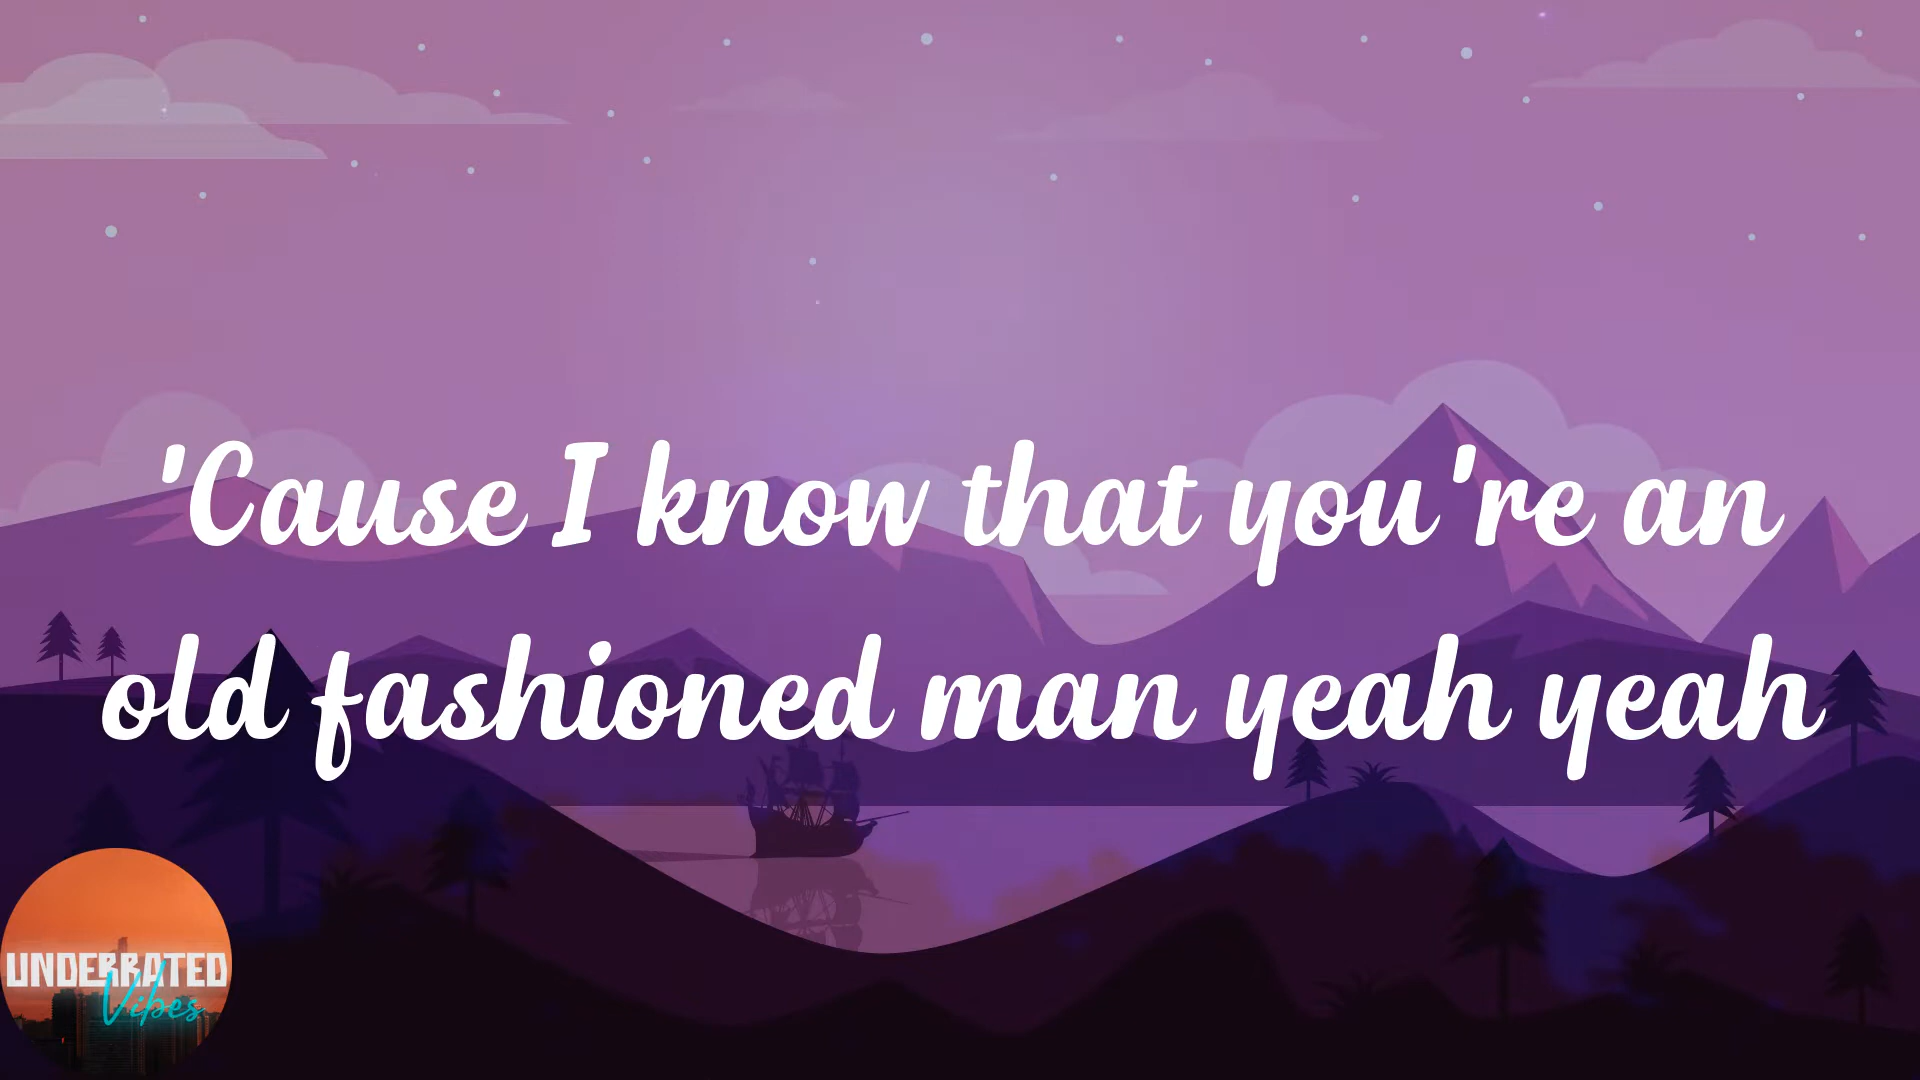 'Cause I know that you're an
old fashioned man yeah yeah
UNDERRATED
Vibes